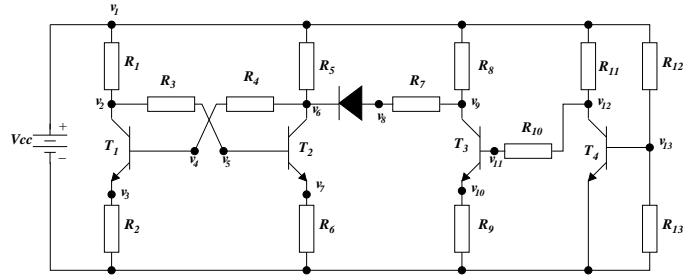 v1
R1 R5 R8 R11 R12
R3 R4 R7
v2 v6 v8 v9 v12
Vcc + −
T1 v4 v5 T2 T3 v11 R10 T4 v13
v3 v7 v10
R2 R6 R9 R13